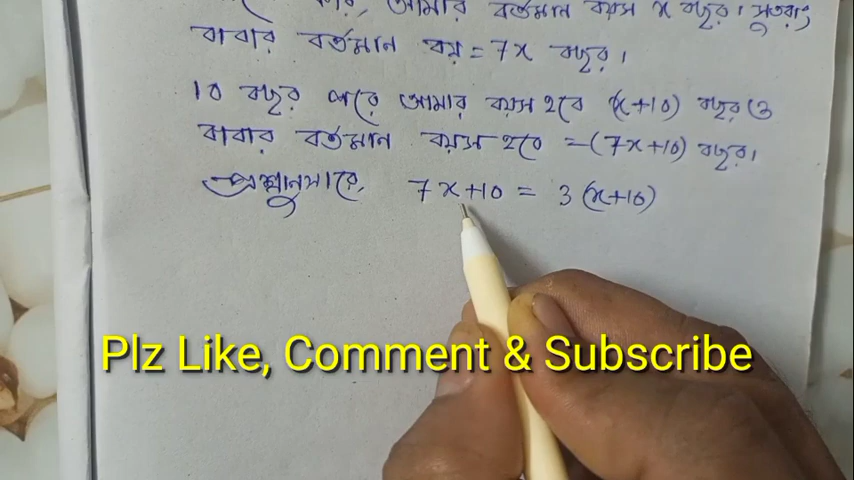 আমার বর্তমান বয়স x বছর। সুতরাং
বাবার বর্তমান বয় = 7x বছর।
10 বছর পরে আমার বয়স হবে (x+10) বছর ও
বাবার বর্তমান বয়স হবে = (7x+10) বছর।
প্রশ্নানুসারে, 7x+10 = 3 (x+10)
Plz Like, Comment & Subscribe